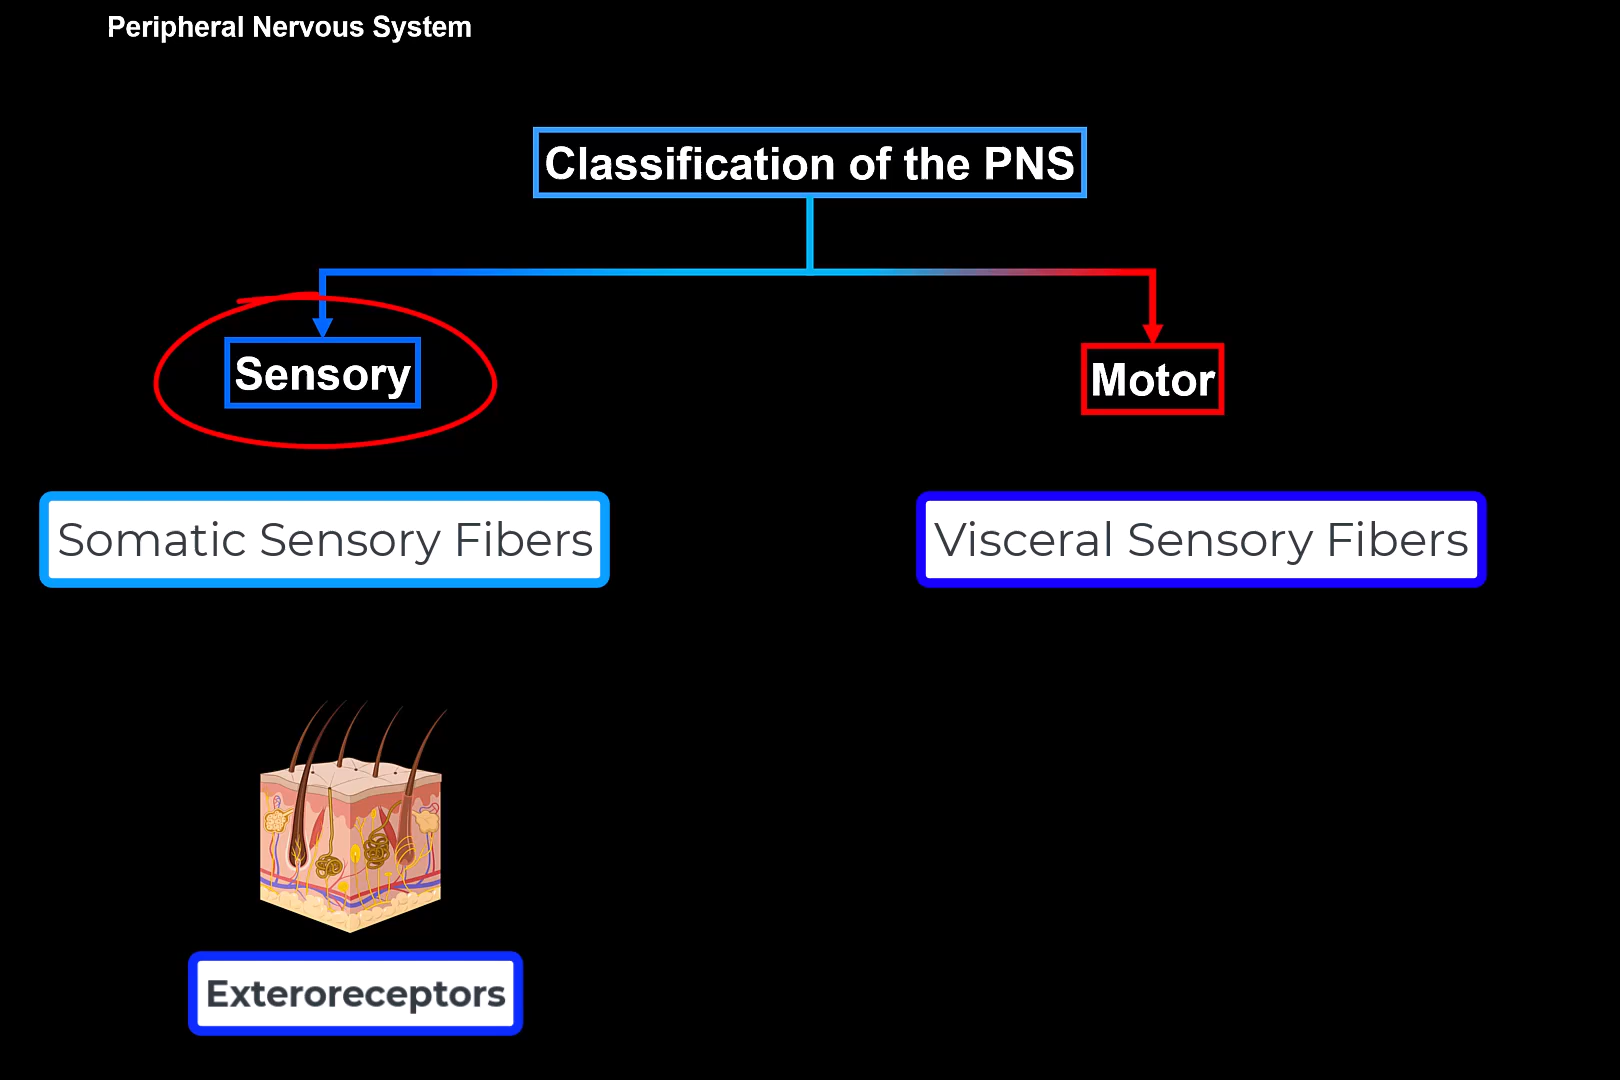 Peripheral Nervous System
Classification of the PNS
Sensory
Motor
Somatic Sensory Fibers
Visceral Sensory Fibers
Exteroreceptors